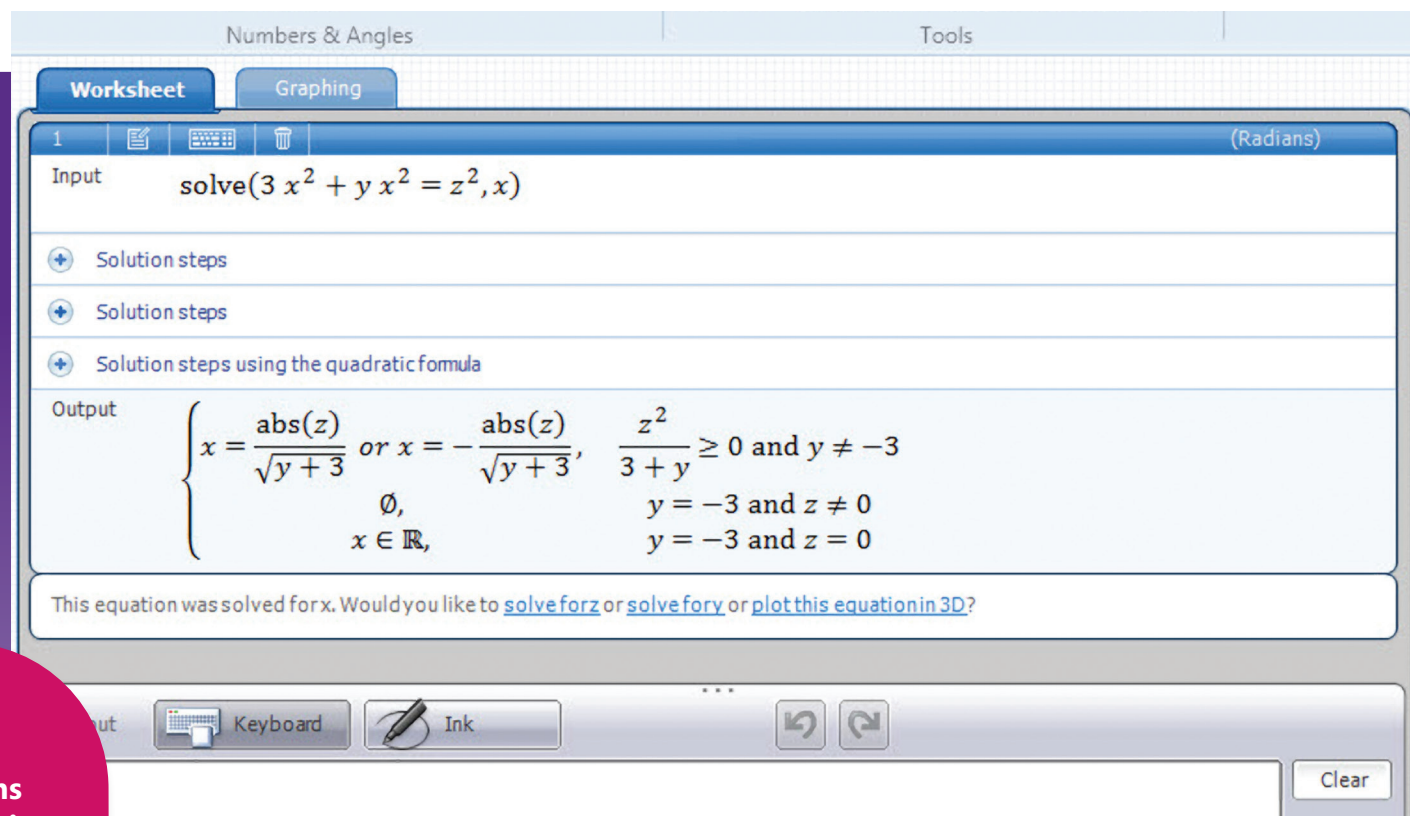 Numbers & Angles Tools
Worksheet Graphing
1 (Radians)
Input solve(3 x² + y x² = z², x)
Solution steps
Solution steps
Solution steps using the quadratic formula
Output { x = abs(z)/√(y + 3) or x = −abs(z)/√(y + 3), z²/(3 + y) ≥ 0 and y ≠ −3
∅, y = −3 and z ≠ 0
x ∈ ℝ, y = −3 and z = 0
This equation was solved for x. Would you like to solve for z or solve for y or plot this equation in 3D?
Keyboard Ink
Clear